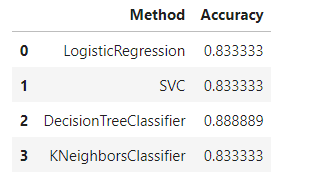 Method Accuracy
0 LogisticRegression 0.833333
1 SVC 0.833333
2 DecisionTreeClassifier 0.888889
3 KNeighborsClassifier 0.833333